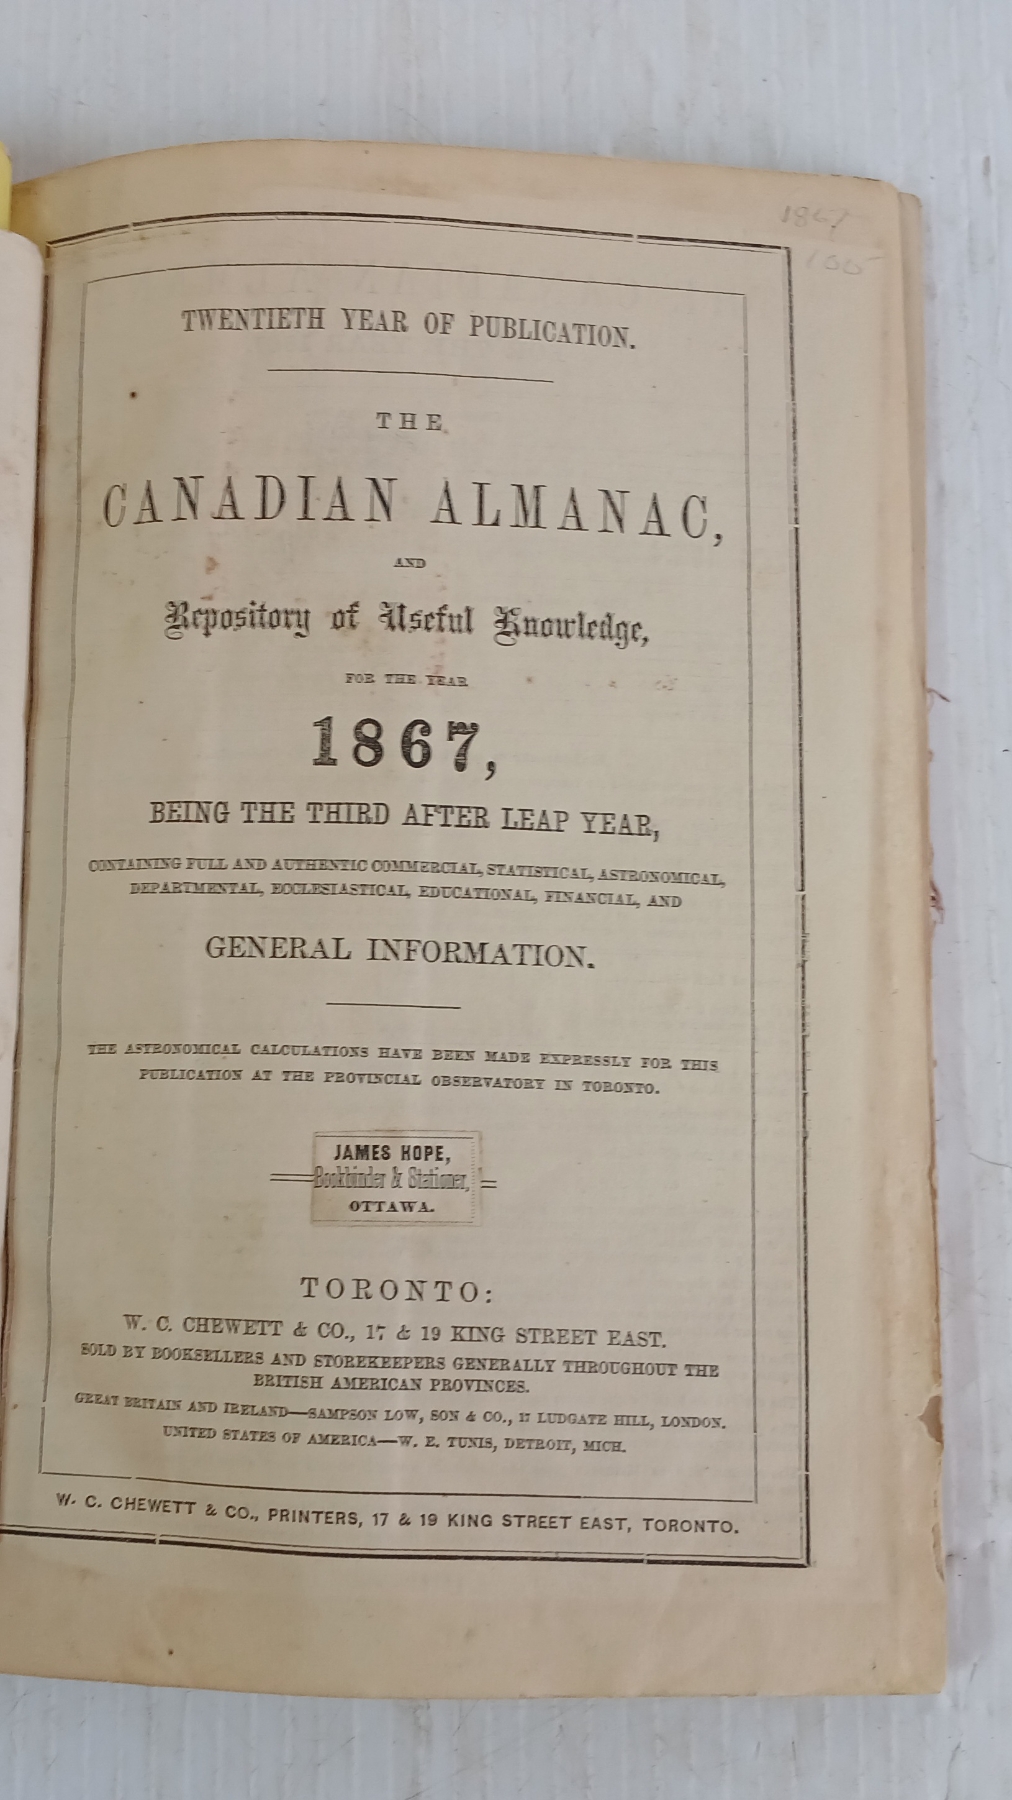 1867
100
TWENTIETH YEAR OF PUBLICATION.
THE
CANADIAN ALMANAC,
AND
Repository of Useful Knowledge,
FOR THE YEAR
1867,
BEING THE THIRD AFTER LEAP YEAR,
CONTAINING FULL AND AUTHENTIC COMMERCIAL, STATISTICAL, ASTRONOMICAL,
DEPARTMENTAL, ECCLESIASTICAL, EDUCATIONAL, FINANCIAL, AND
GENERAL INFORMATION.
THE ASTRONOMICAL CALCULATIONS HAVE BEEN MADE EXPRESSLY FOR THIS
PUBLICATION AT THE PROVINCIAL OBSERVATORY IN TORONTO.
JAMES HOPE,
Bookbinder & Stationer,
OTTAWA.
TORONTO:
W. C. CHEWETT & CO., 17 & 19 KING STREET EAST.
SOLD BY BOOKSELLERS AND STOREKEEPERS GENERALLY THROUGHOUT THE
BRITISH AMERICAN PROVINCES.
GREAT BRITAIN AND IRELAND—SAMPSON LOW, SON & CO., 17 LUDGATE HILL, LONDON.
UNITED STATES OF AMERICA—W. E. TUNIS, DETROIT, MICH.
W. C. CHEWETT & CO., PRINTERS, 17 & 19 KING STREET EAST, TORONTO.